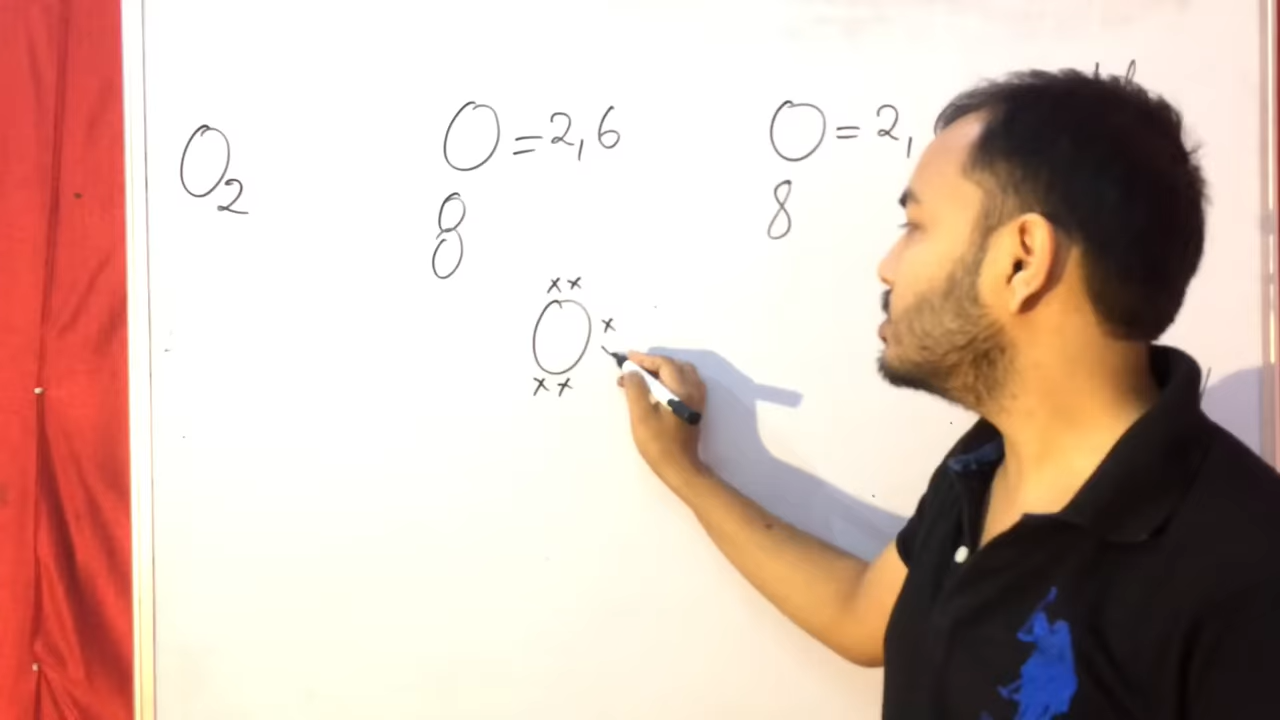 O2 O = 2,6 O = 2,
8 8
x x
O x
x x